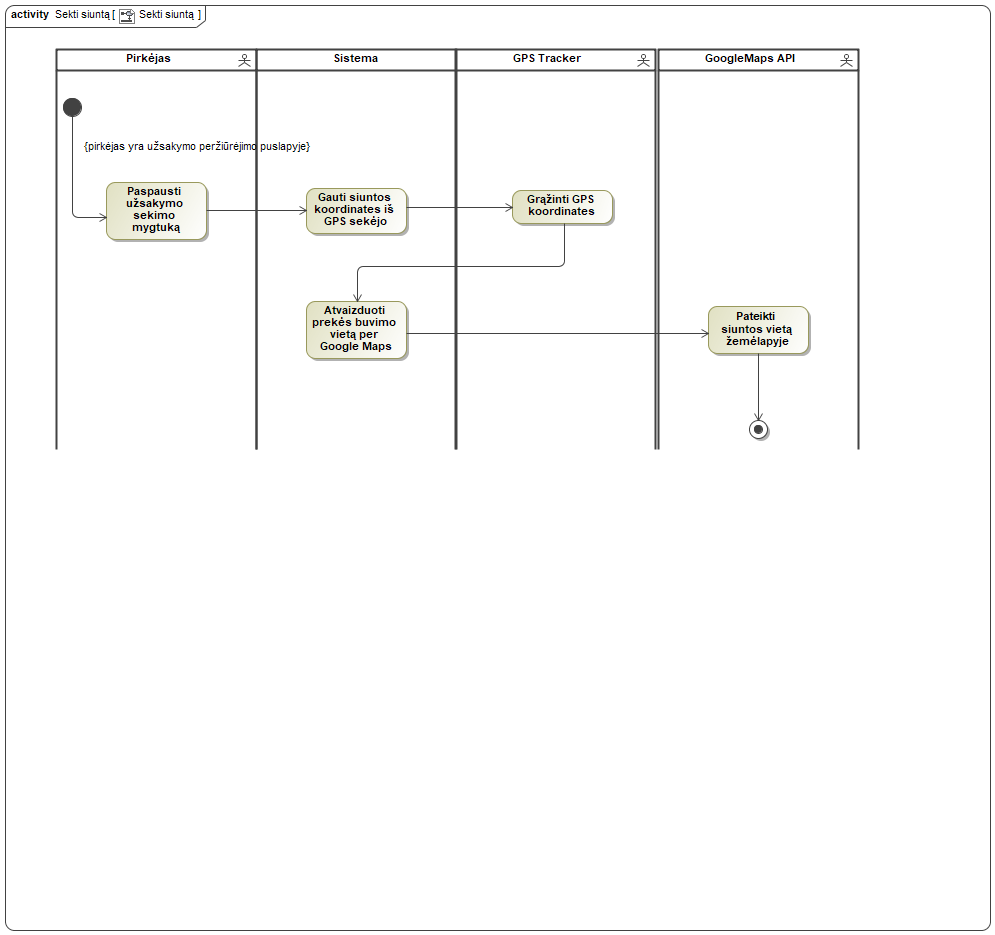 activity Sekti siuntą [ Sekti siuntą ]
Pirkėjas
Sistema
GPS Tracker
GoogleMaps API
{pirkėjas yra užsakymo peržiūrėjimo puslapyje}
Paspausti
užsakymo
sekimo
mygtuką
Gauti siuntos
koordinates iš
GPS sekėjo
Grąžinti GPS
koordinates
Atvaizduoti
prekės buvimo
vietą per
Google Maps
Pateikti
siuntos vietą
žemėlapyje